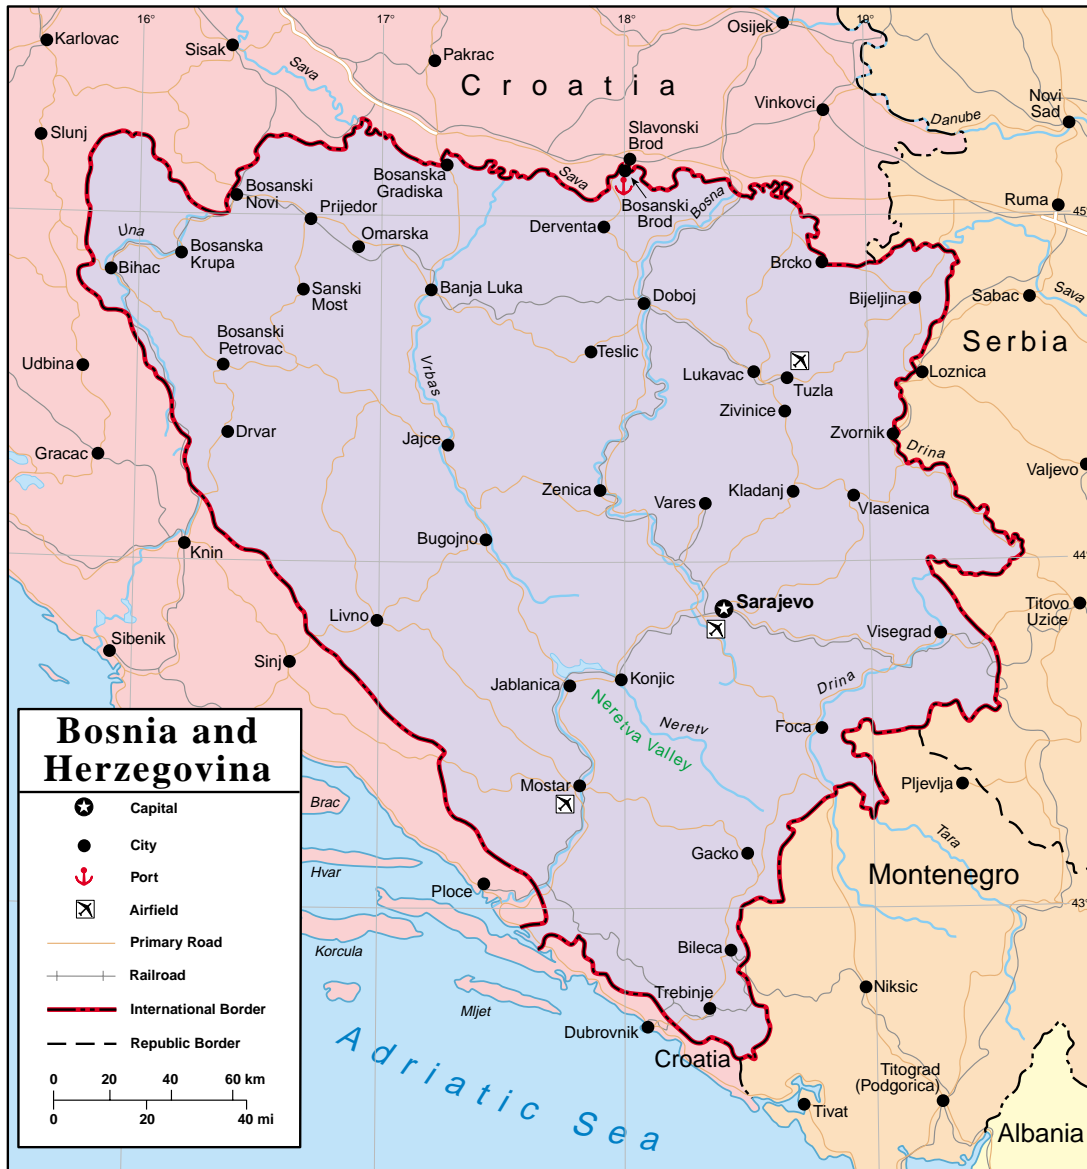 16°
17°
18°
19°
Karlovac
Sisak
Sava
Pakrac
Croatia
Osijek
Vinkovci
Novi
Sad
Danube
Slunj
Slavonski
Brod
Bosanska
Gradiska
Sava
Bosanski
Brod
Bosna
Bosanski
Novi
Prijedor
Omarska
Derventa
Ruma
45°
Una
Bosanska
Krupa
Bihac
Brcko
Sanski
Most
Banja Luka
Doboj
Bijeljina
Sabac
Sava
Serbia
Bosanski
Petrovac
Udbina
Vrbas
Teslic
Lukavac
Tuzla
Loznica
Zivinice
Drvar
Jajce
Zvornik
Drina
Gracac
Valjevo
Zenica
Vares
Kladanj
Vlasenica
Knin
Bugojno
44°
Sarajevo
Titovo
Uzice
Livno
Visegrad
Sibenik
Sinj
Jablanica
Konjic
Drina
Neretva Valley
Neretv
Foca
Mostar
Pljevlja
Tara
Gacko
Montenegro
Brac
Hvar
Ploce
43°
Korcula
Bileca
Mljet
Trebinje
Niksic
Dubrovnik
Croatia
Adriatic Sea
Titograd
(Podgorica)
Tivat
Albania
Bosnia and
Herzegovina
Capital
City
Port
Airfield
Primary Road
Railroad
International Border
Republic Border
0 20 40 60 km
0 20 40 mi